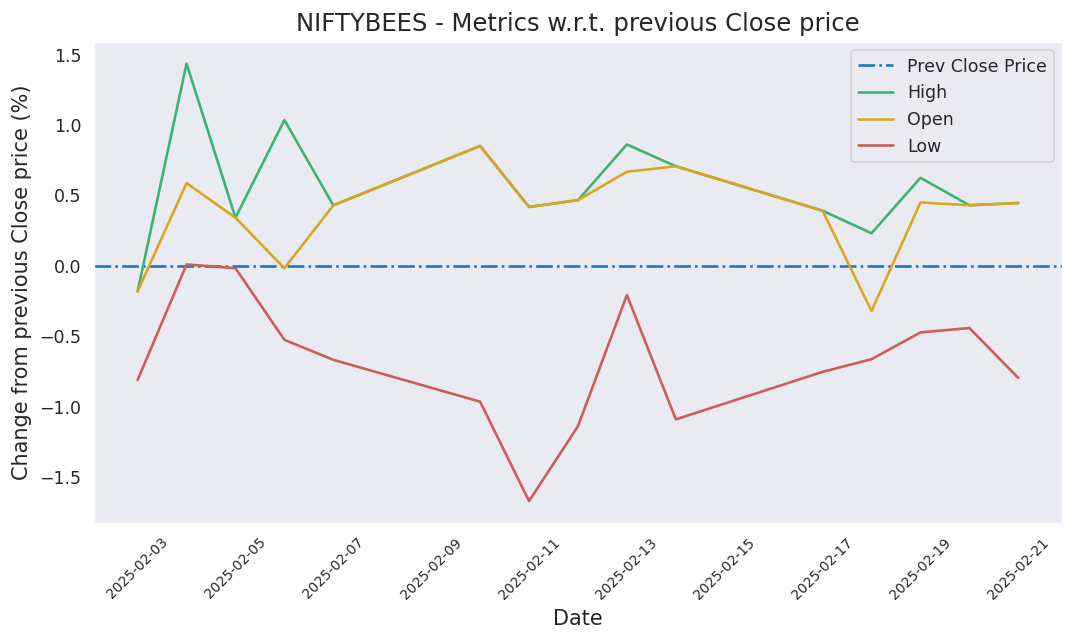 NIFTYBEES - Metrics w.r.t. previous Close price
Change from previous Close price (%)
1.5
1.0
0.5
0.0
−0.5
−1.0
−1.5
Prev Close Price
High
Open
Low
2025-02-03
2025-02-05
2025-02-07
2025-02-09
2025-02-11
2025-02-13
2025-02-15
2025-02-17
2025-02-19
2025-02-21
Date